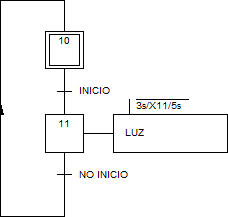 10
INICIO
3s/X11/5s
11
LUZ
NO INICIO